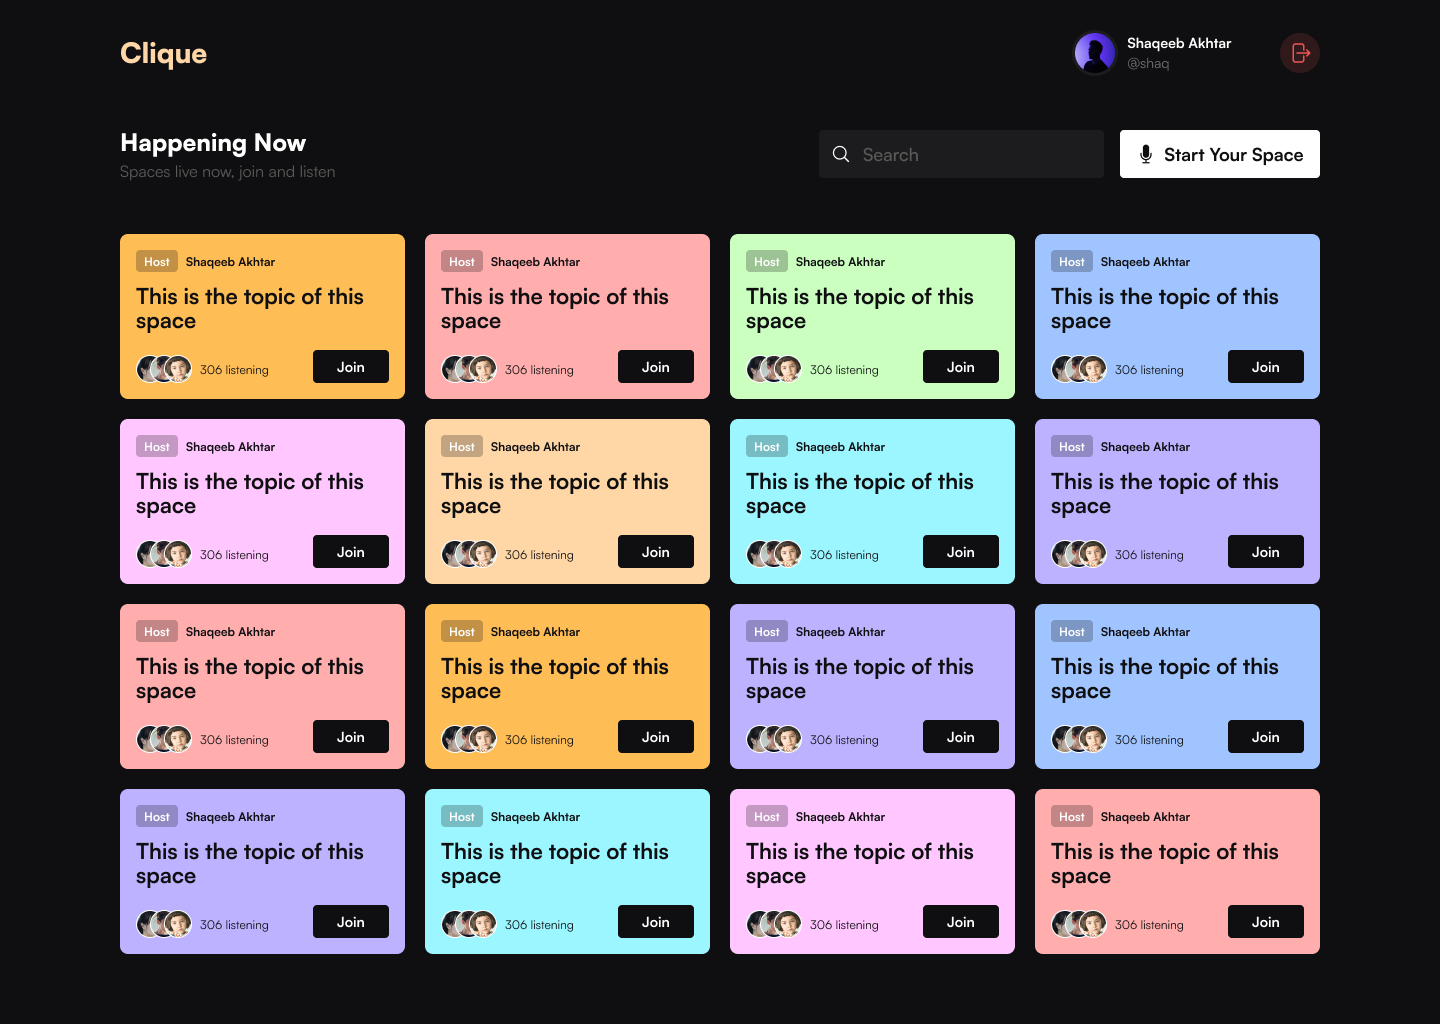 Clique
Shaqeeb Akhtar
@shaq
Happening Now
Spaces live now, join and listen
Search
Start Your Space
Host Shaqeeb Akhtar
This is the topic of this
space
306 listening
Join
Host Shaqeeb Akhtar
This is the topic of this
space
306 listening
Join
Host Shaqeeb Akhtar
This is the topic of this
space
306 listening
Join
Host Shaqeeb Akhtar
This is the topic of this
space
306 listening
Join
Host Shaqeeb Akhtar
This is the topic of this
space
306 listening
Join
Host Shaqeeb Akhtar
This is the topic of this
space
306 listening
Join
Host Shaqeeb Akhtar
This is the topic of this
space
306 listening
Join
Host Shaqeeb Akhtar
This is the topic of this
space
306 listening
Join
Host Shaqeeb Akhtar
This is the topic of this
space
306 listening
Join
Host Shaqeeb Akhtar
This is the topic of this
space
306 listening
Join
Host Shaqeeb Akhtar
This is the topic of this
space
306 listening
Join
Host Shaqeeb Akhtar
This is the topic of this
space
306 listening
Join
Host Shaqeeb Akhtar
This is the topic of this
space
306 listening
Join
Host Shaqeeb Akhtar
This is the topic of this
space
306 listening
Join
Host Shaqeeb Akhtar
This is the topic of this
space
306 listening
Join
Host Shaqeeb Akhtar
This is the topic of this
space
306 listening
Join